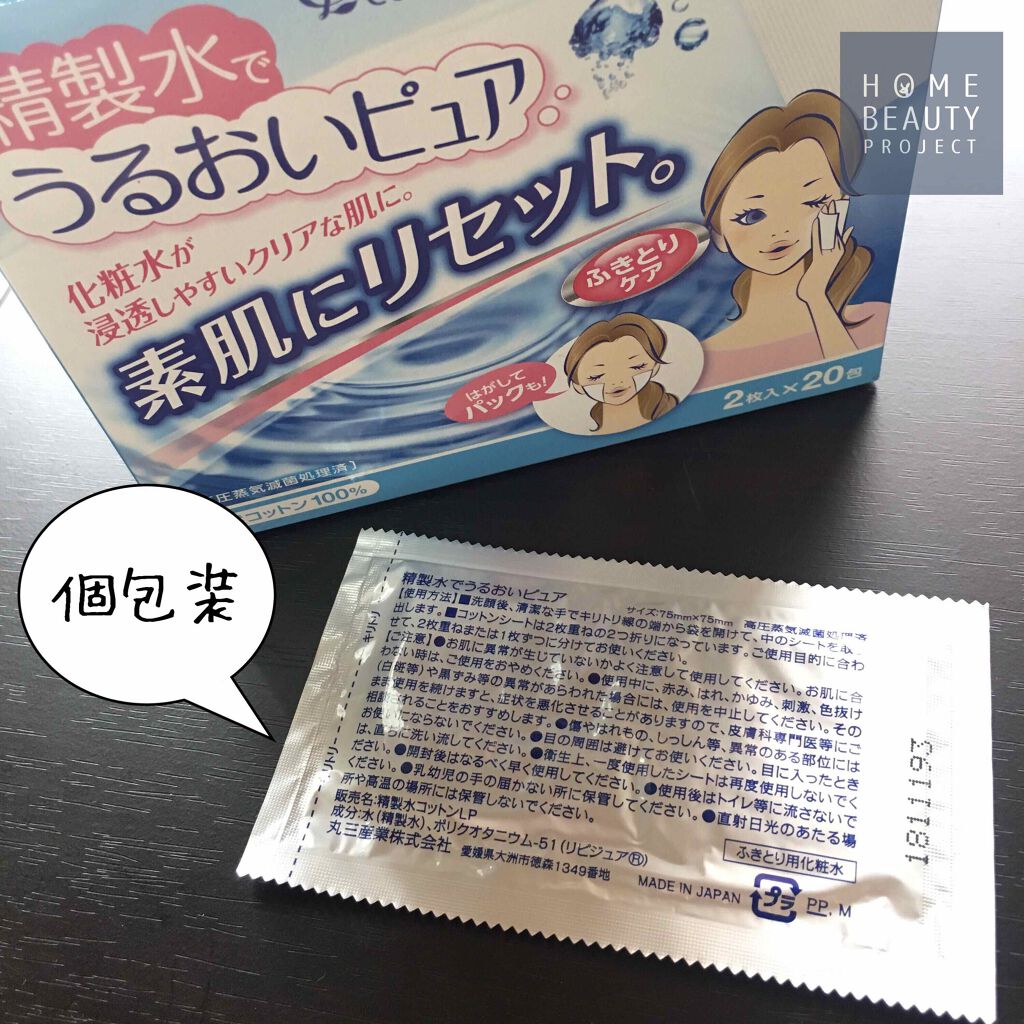 精製水で
うるおいピュア
化粧水が
浸透しやすいクリアな肌に。
素肌にリセット。
ふきとり
ケア
はがして
パックも!
2枚入×20包
圧蒸気滅菌処理済]
コットン100%
HOME
BEAUTY
PROJECT
個包装
精製水でうるおいピュア
サイズ:75mm×75mm 高圧蒸気滅菌処理済
【使用方法】■洗顔後、清潔な手でキリトリ線の端から袋を開けて、中のシートを取り
出します。■コットンシートは2枚重ねの2つ折りになっています。ご使用目的に合わ
せて、2枚重ねまたは1枚ずつに分けてお使いください。
【ご注意】●お肌に異常が生じていないかよく注意して使用してください。お肌に合
わない時は、ご使用をおやめください。●使用中に、赤み、はれ、かゆみ、刺激、色抜け
(白斑等)や黒ずみ等の異常があらわれた場合には、使用を中止してください。その
まま使用を続けますと、症状を悪化させることがありますので、皮膚科専門医等にご
相談されることをおすすめします。●傷やはれもの、しっしん等、異常のある部位には
お使いにならないでください。●目の周囲は避けてお使いください。目に入ったとき
は、直ちに洗い流してください。●衛生上、一度使用したシートは再度使用しないでく
ださい。●開封後はなるべく早く使用してください。●使用後はトイレ等に流さないで
ください。●乳幼児の手の届かない所に保管してください。●直射日光のあたる場
所や高温の場所には保管しないでください。
販売名:精製水コットンLP
成分:水(精製水)、ポリクオタニウム-51(リピジュア®)
丸三産業株式会社
愛媛県大洲市徳森1349番地
ふきとり用化粧水
MADE IN JAPAN
プラ
PP, M
1811193
キリトリ